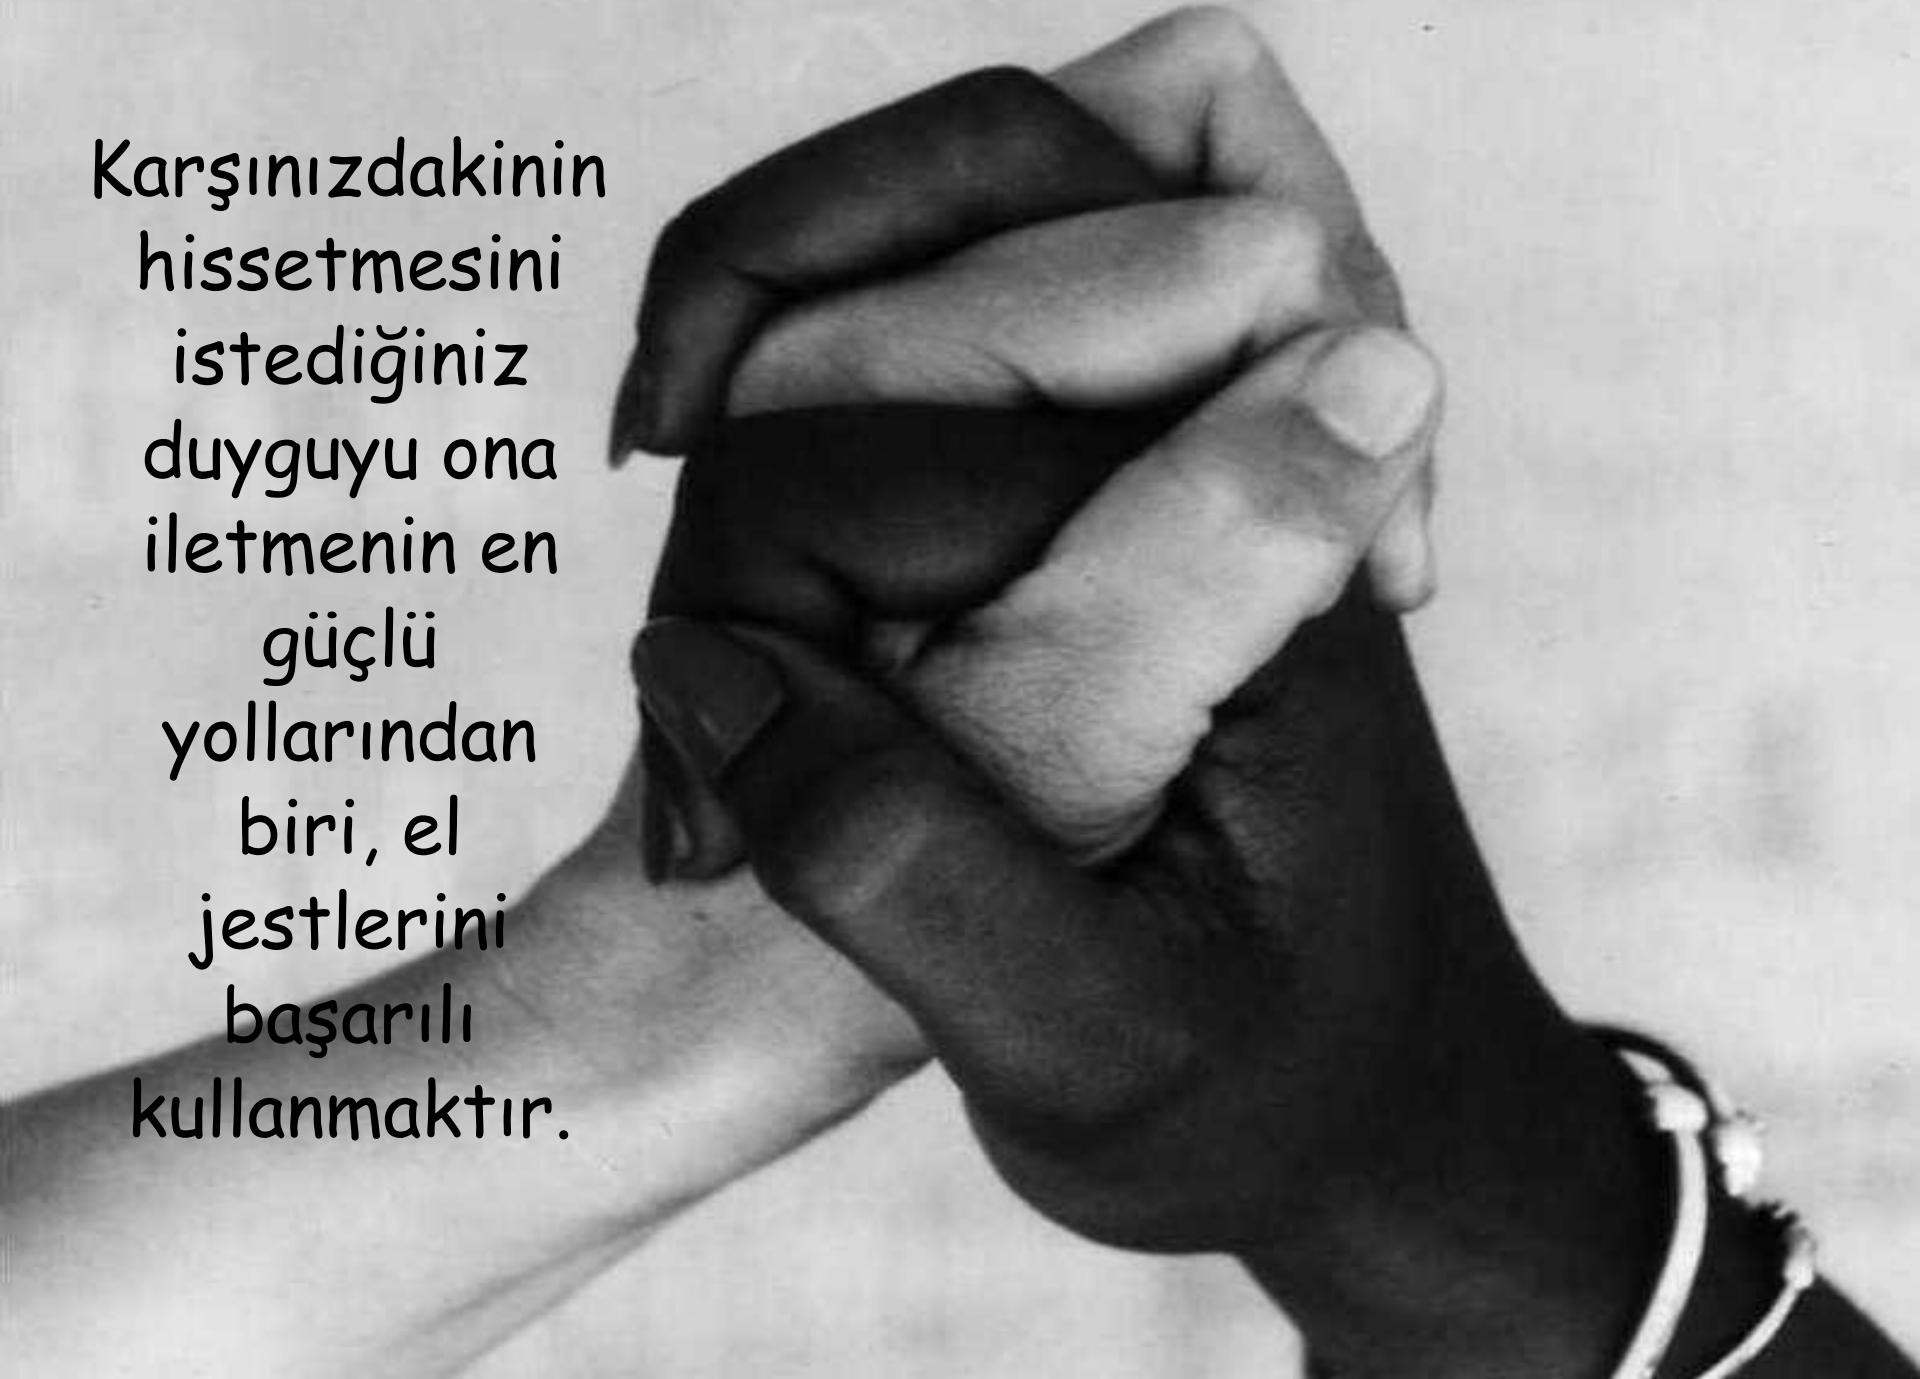 Karşınızdakinin
hissetmesini
istediğiniz
duyguyu ona
iletmenin en
güçlü
yollarından
biri, el
jestlerini
başarılı
kullanmaktır.